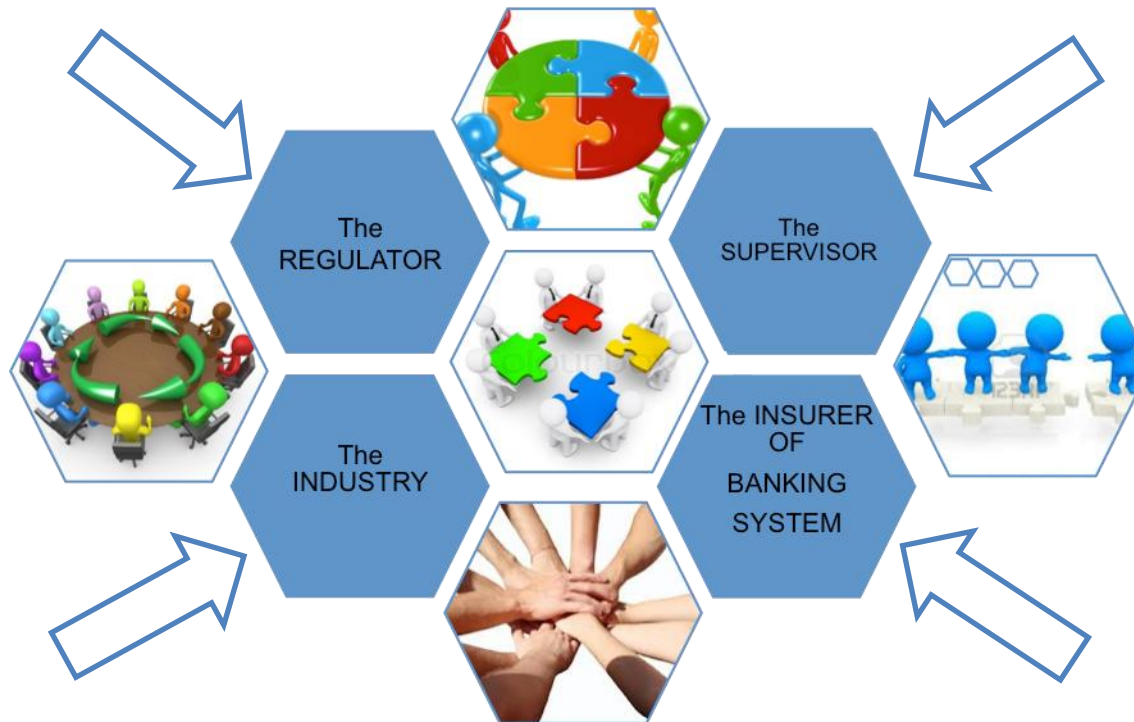 The
REGULATOR
The
SUPERVISOR
The
INDUSTRY
The INSURER
OF
BANKING
SYSTEM